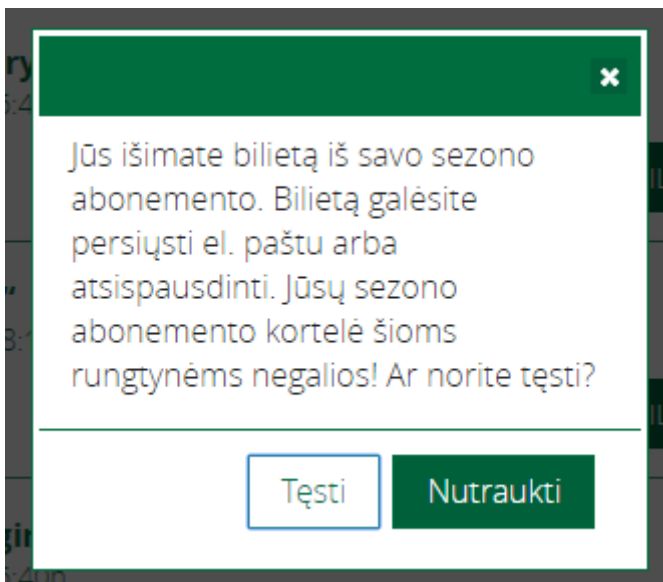 Jūs išimate bilietą iš savo sezono
abonemento. Bilietą galėsite
persiųsti el. paštu arba
atsispausdinti. Jūsų sezono
abonemento kortelė šioms
rungtynėms negalios! Ar norite tęsti?
Tęsti
Nutraukti